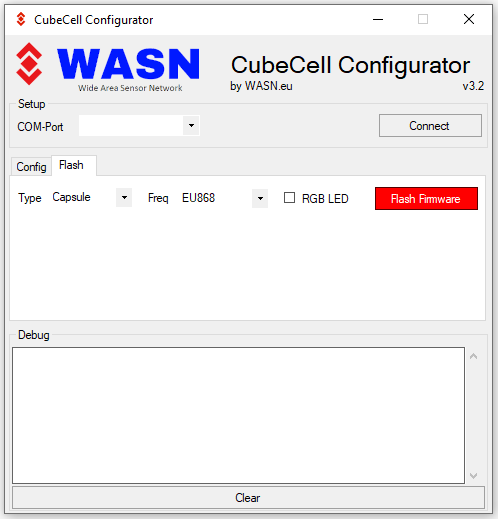 CubeCell Configurator
WASN
Wide Area Sensor Network
CubeCell Configurator
by WASN.eu v3.2
Setup
COM-Port Connect
Config Flash
Type Capsule Freq EU868 RGB LED Flash Firmware
Debug
Clear